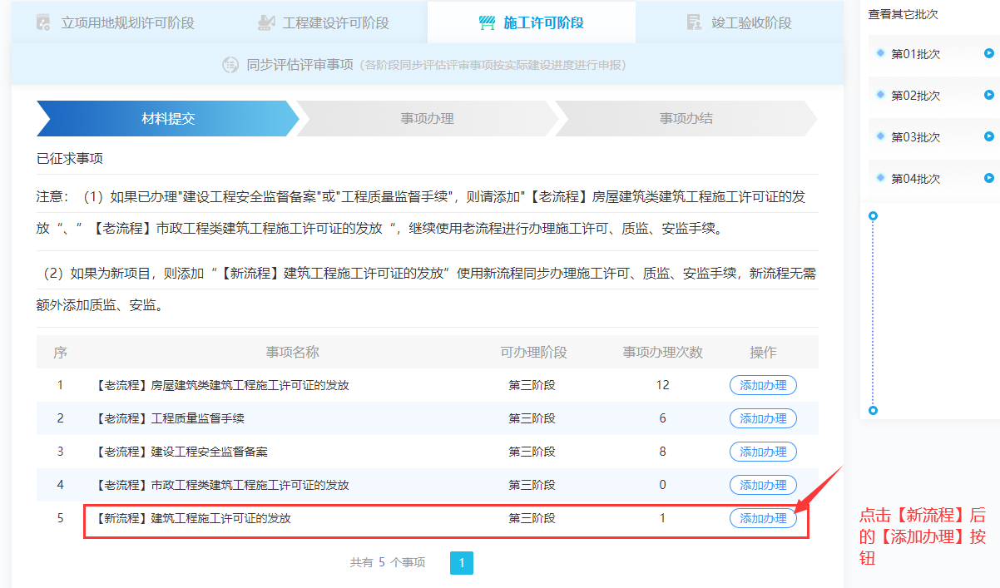 立项用地规划许可阶段
工程建设许可阶段
施工许可阶段
竣工验收阶段
同步评估评审事项（各阶段同步评估评审事项按实际建设进度进行申报）
材料提交
事项办理
事项办结
已征求事项
注意：（1）如果已办理"建设工程安全监督备案"或"工程质量监督手续"，则请添加"【老流程】房屋建筑类建筑工程施工许可证的发
放“、”【老流程】市政工程类建筑工程施工许可证的发放“，继续使用老流程进行办理施工许可、质监、安监手续。
（2）如果为新项目，则添加“【新流程】建筑工程施工许可证的发放”使用新流程同步办理施工许可、质监、安监手续，新流程无需
额外添加质监、安监。
序 事项名称 可办理阶段 事项办理次数 操作
1 【老流程】房屋建筑类建筑工程施工许可证的发放 第三阶段 12 添加办理
2 【老流程】工程质量监督手续 第三阶段 6 添加办理
3 【老流程】建设工程安全监督备案 第三阶段 8 添加办理
4 【老流程】市政工程类建筑工程施工许可证的发放 第三阶段 0 添加办理
5 【新流程】建筑工程施工许可证的发放 第三阶段 1 添加办理
共有 5 个事项 1
查看其它批次
第01批次
第02批次
第03批次
第04批次
点击【新流程】后
的【添加办理】按
钮